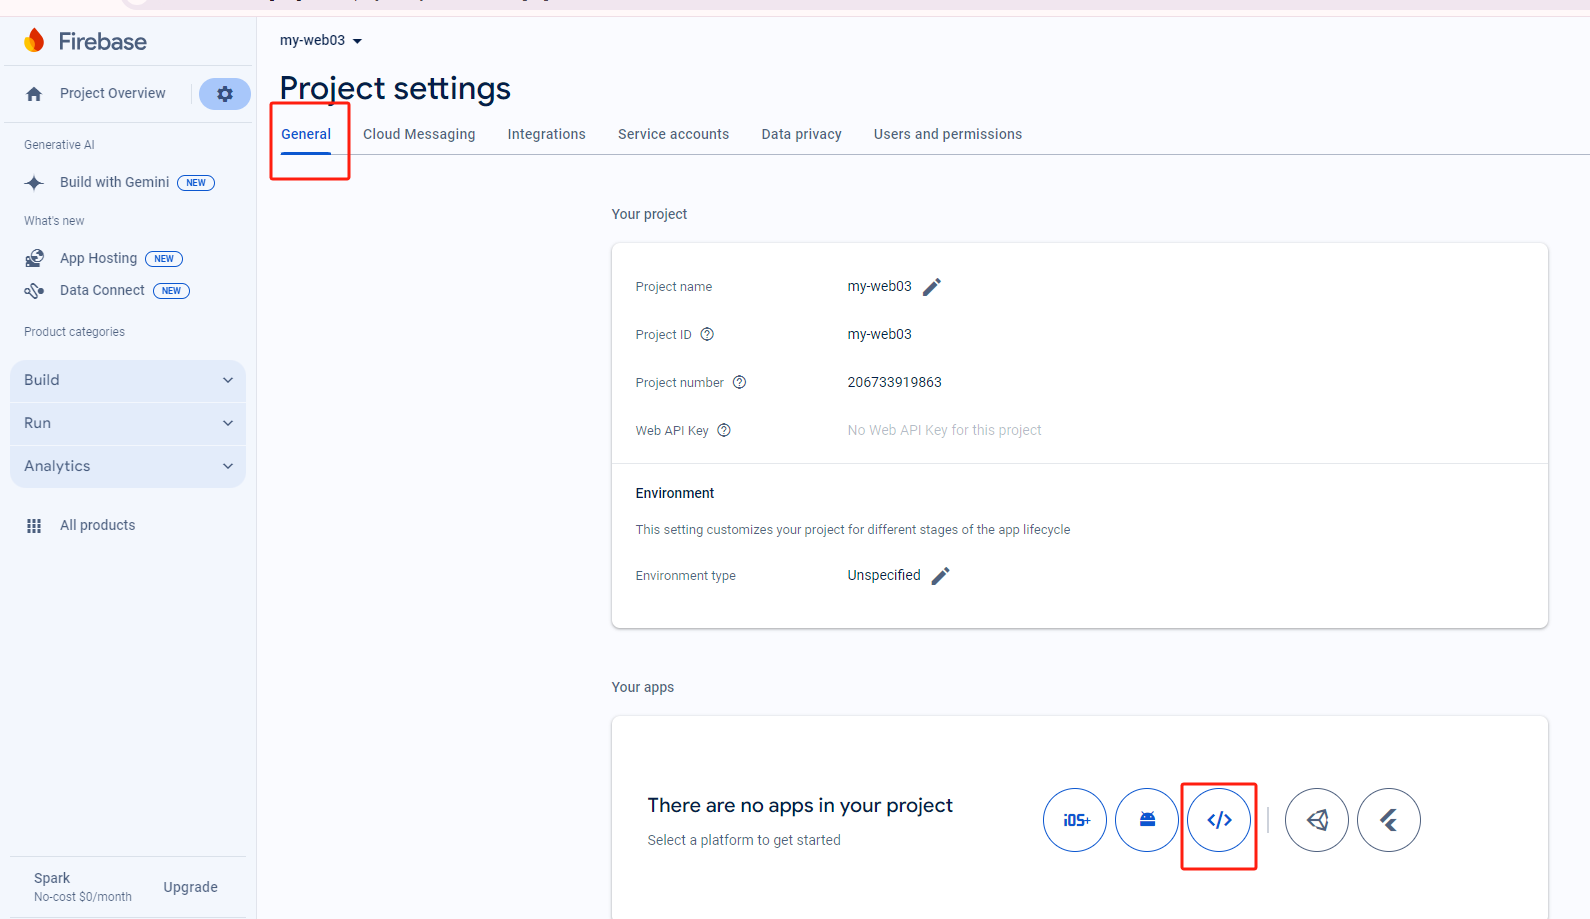 Firebase
Project Overview
Generative AI
Build with Gemini NEW
What's new
App Hosting NEW
Data Connect NEW
Product categories
Build
Run
Analytics
All products
Spark
No-cost $0/month
Upgrade
my-web03
Project settings
General Cloud Messaging Integrations Service accounts Data privacy Users and permissions
Your project
Project name my-web03
Project ID my-web03
Project number 206733919863
Web API Key No Web API Key for this project
Environment
This setting customizes your project for different stages of the app lifecycle
Environment type Unspecified
Your apps
There are no apps in your project
Select a platform to get started
iOS+